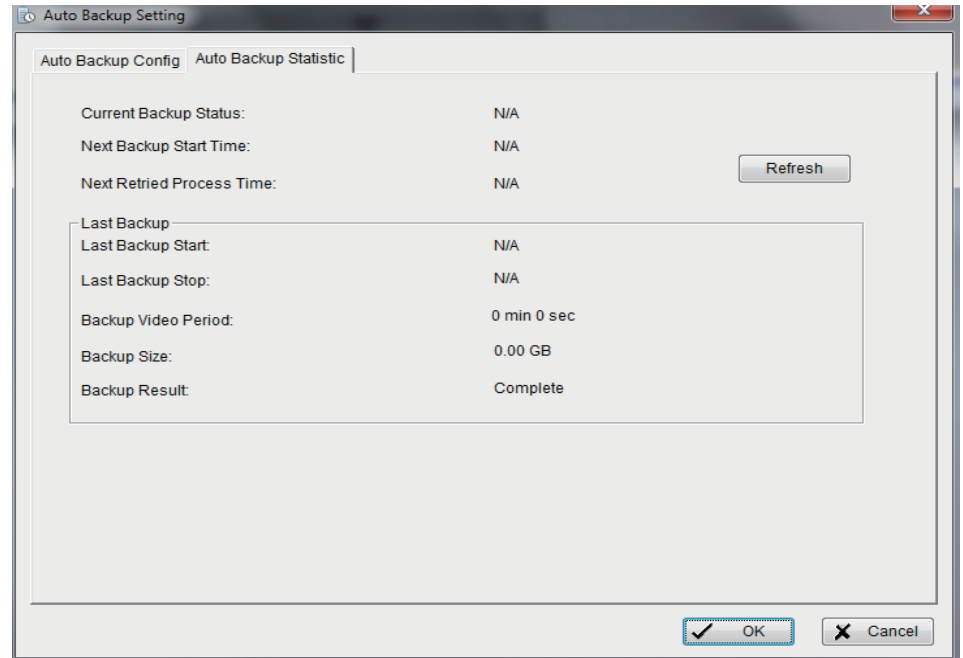 Auto Backup Setting
Auto Backup Config Auto Backup Statistic
Current Backup Status: N/A
Next Backup Start Time: N/A
Refresh
Next Retried Process Time: N/A
Last Backup
Last Backup Start: N/A
Last Backup Stop: N/A
Backup Video Period: 0 min 0 sec
Backup Size: 0.00 GB
Backup Result: Complete
OK Cancel